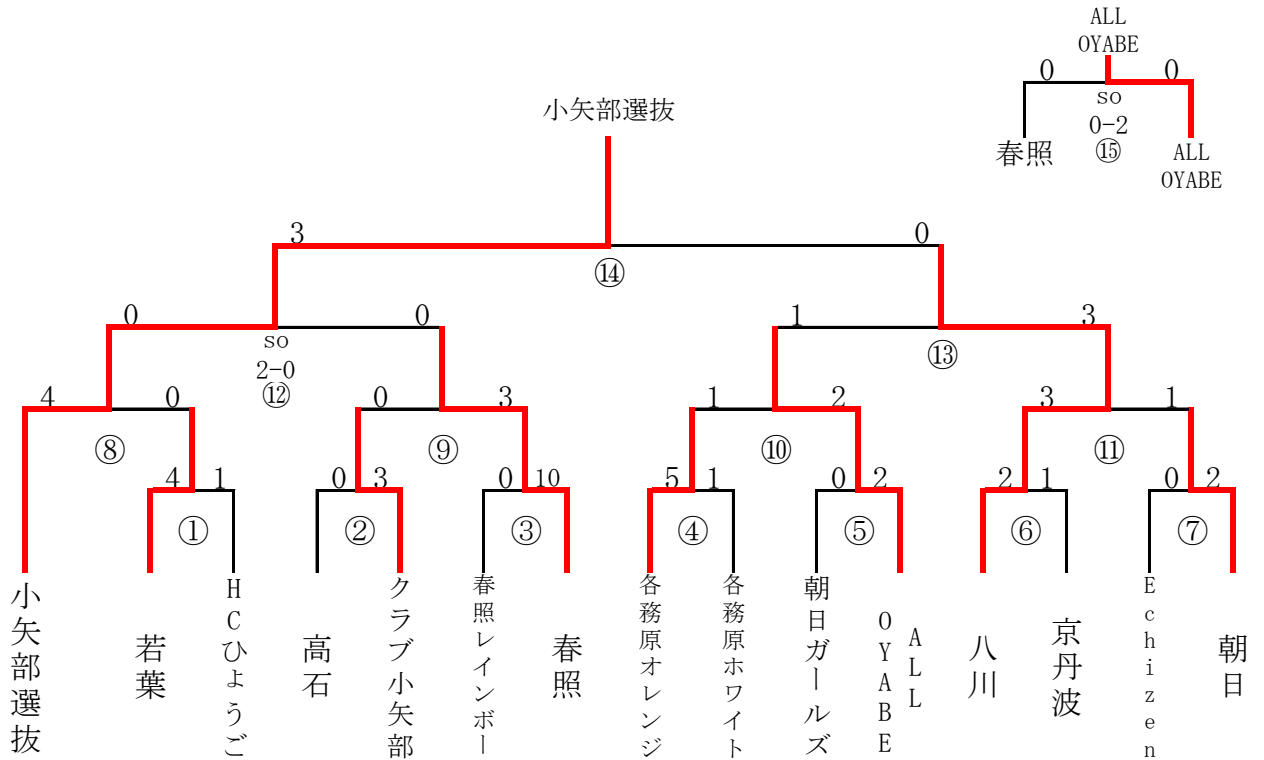 ALL
OYABE
0 0
so
0-2
春照 ⑮ ALL
OYABE
小矢部選抜
3 0
⑭
0 0 1 3
so
2-0
⑫
⑬
4 0 0 3 1 2 3 1
⑧ ⑨ ⑩ ⑪
4 1 0 3 0 10 5 1 0 2 2 1 0 2
① ② ③ ④ ⑤ ⑥ ⑦
小矢部選抜
若葉
HCひょうご
高石
クラブ小矢部
春照レインボー
春照
各務原オレンジ
各務原ホワイト
朝日ガールズ
ALL
OYABE
八川
京丹波
Echizen
朝日